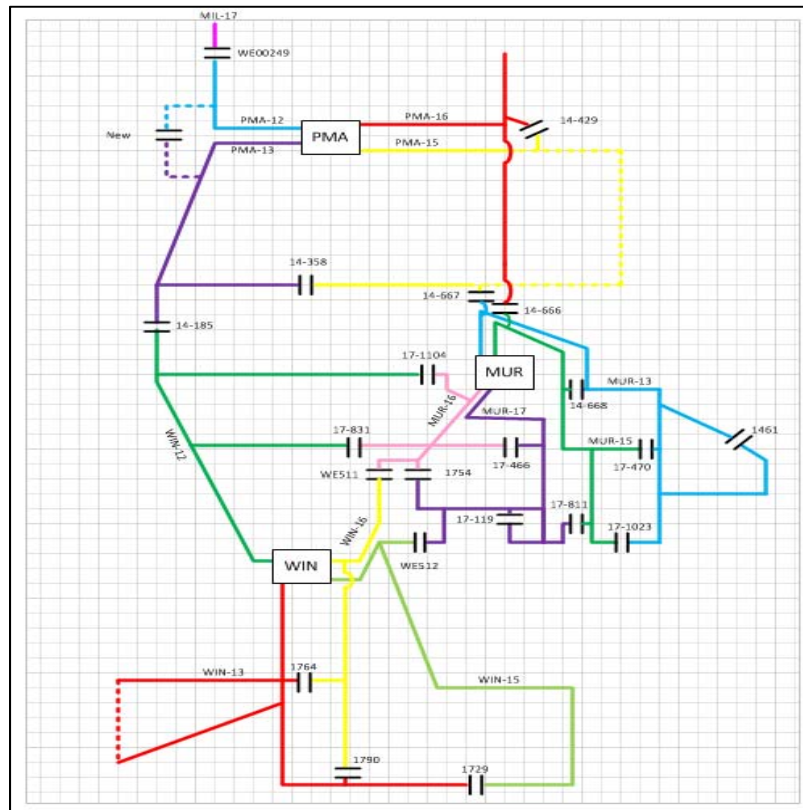 MIL-17
WE00249
PMA-12
PMA-16
14-429
New
PMA
PMA-13
PMA-15
14-358
14-667
14-666
17-1104
MUR
MUR-13
14-185
MUR-16
14-668
MUR-17
1461
WIN-12
17-831
MUR-15
17-466
17-470
WE511
1754
17-811
WIN-16
17-119
17-1023
WE512
WIN
WIN-13
1764
WIN-15
1790
1729